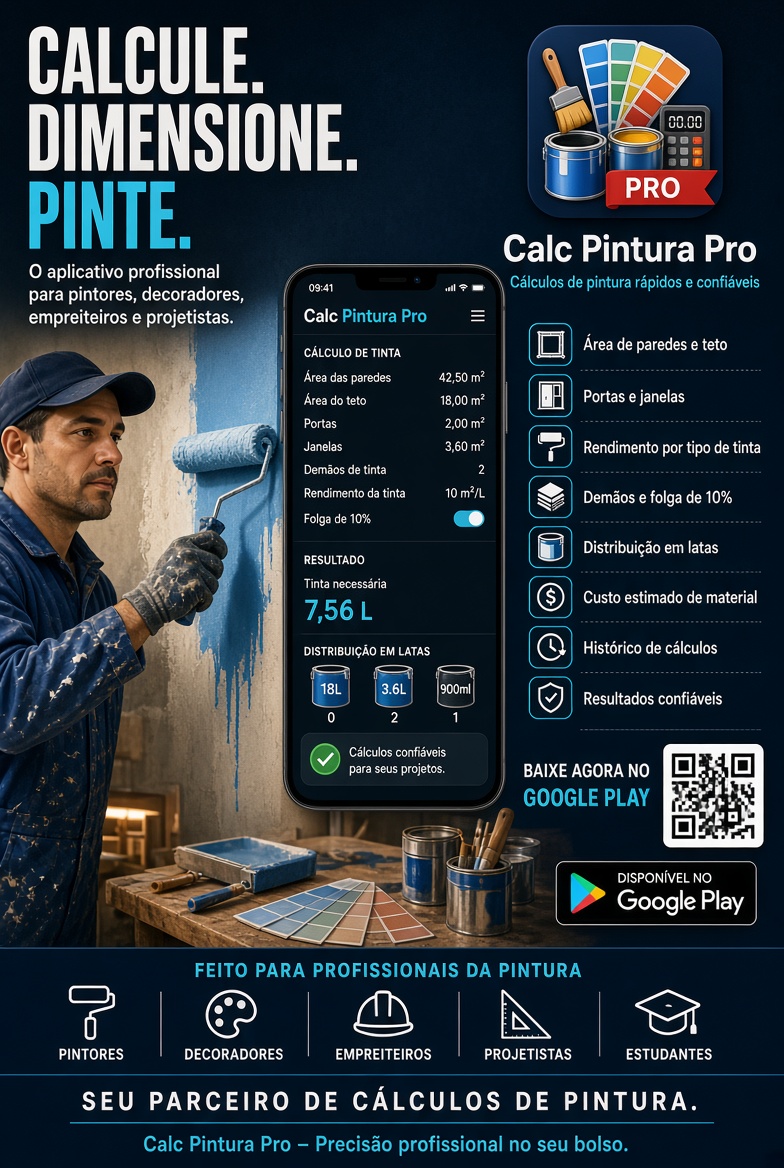 CALCULE.
DIMENSIONE.
PINTE.
O aplicativo profissional
para pintores, decoradores,
empreiteiros e projetistas.
00.00
PRO
Calc Pintura Pro
Cálculos de pintura rápidos e confiáveis
09:41
Calc Pintura Pro
CÁLCULO DE TINTA
Área das paredes 42,50 m²
Área do teto 18,00 m²
Portas 2,00 m²
Janelas 3,60 m²
Demãos de tinta 2
Rendimento da tinta 10 m²/L
Folga de 10%
RESULTADO
Tinta necessária
7,56 L
DISTRIBUIÇÃO EM LATAS
18L 3.6L 900ml
0 2 1
Cálculos confiáveis
para seus projetos.
Área de paredes e teto
Portas e janelas
Rendimento por tipo de tinta
Demãos e folga de 10%
Distribuição em latas
$
Custo estimado de material
Histórico de cálculos
Resultados confiáveis
BAIXE AGORA NO
GOOGLE PLAY
DISPONÍVEL NO
Google Play
FEITO PARA PROFISSIONAIS DA PINTURA
PINTORES DECORADORES EMPREITEIROS PROJETISTAS ESTUDANTES
SEU PARCEIRO DE CÁLCULOS DE PINTURA.
Calc Pintura Pro – Precisão profissional no seu bolso.